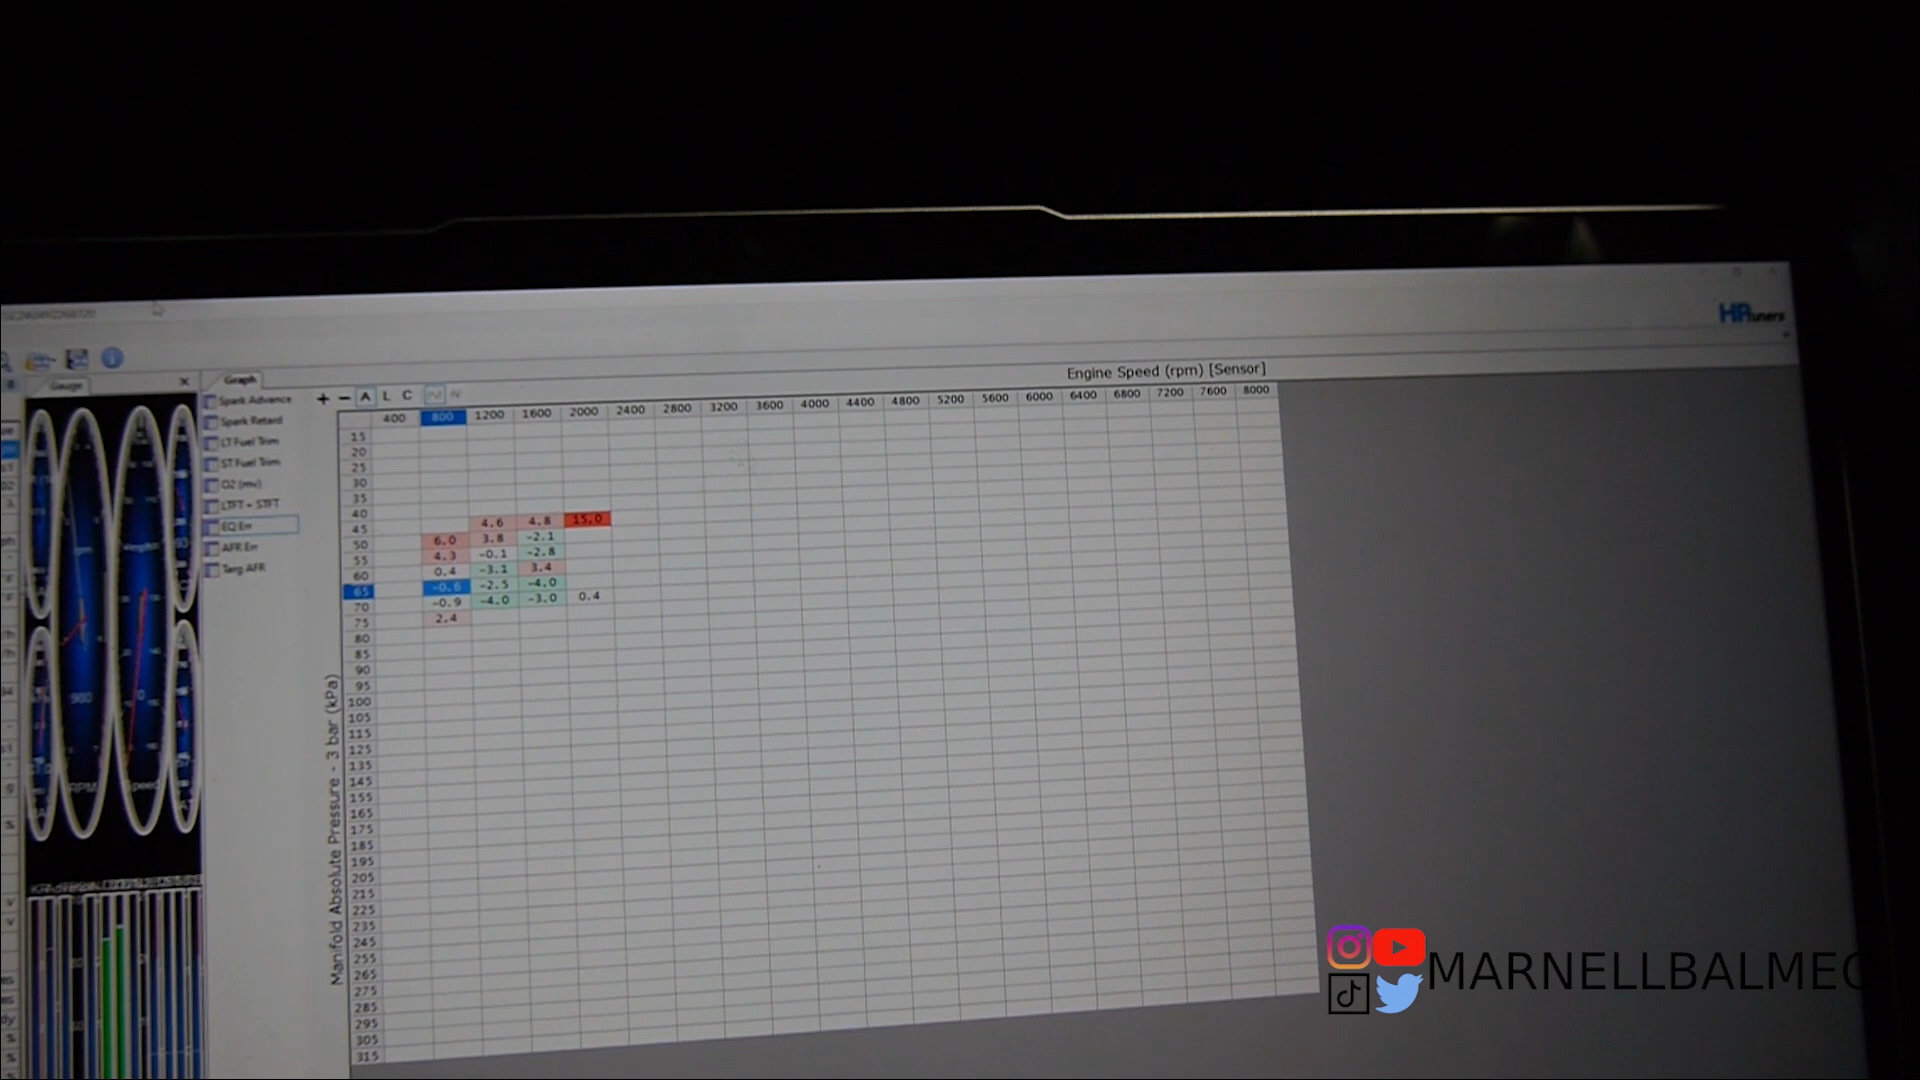 HPtuners
Gauge
Graph
Spark Advance
Spark Retard
LT Fuel Trim
ST Fuel Trim
O2 (mv)
LTFT + STFT
EQ Err
AFR Err
Targ AFR
+ − A L C
Engine Speed (rpm) [Sensor]
400 800 1200 1600 2000 2400 2800 3200 3600 4000 4400 4800 5200 5600 6000 6400 6800 7200 7600 8000
Manifold Absolute Pressure - 3 bar (kPa)
15
20
25
30
35
40
45 4.6 4.8 15.0
50 6.0 3.8 -2.1
55 4.3 -0.1 -2.8
60 0.4 -3.1 3.4
65 -0.6 -2.5 -4.0
70 -0.9 -4.0 -3.0 0.4
75 2.4
80
85
90
95
100
105
115
125
135
145
155
165
175
185
195
205
215
225
235
245
255
265
275
285
295
305
315
980
RPM
Speed
MARNELLBALMEO